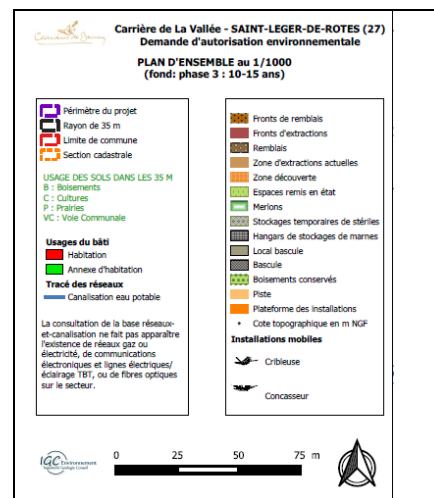 Carrière de La Vallée - SAINT-LEGER-DE-ROTES (27)
Demande d'autorisation environnementale
PLAN D'ENSEMBLE au 1/1000
(fond: phase 3 : 10-15 ans)
Périmètre du projet
Rayon de 35 m
Limite de commune
Section cadastrale
USAGE DES SOLS DANS LES 35 M
B : Boisements
C : Cultures
P : Prairies
VC : Voie Communale
Usages du bâti
Habitation
Annexe d'habitation
Tracé des réseaux
Canalisation eau potable
La consultation de la base réseaux-
et-canalisation ne fait pas apparaître
l'existence de réeaux gaz ou
électricité, de communications
électroniques et lignes électriques/
éclairage TBT, ou de fibres optiques
sur le secteur.
Fronts de remblais
Fronts d'extractions
Remblais
Zone d'extractions actuelles
Zone découverte
Espaces remis en état
Merlons
Stockages temporaires de stériles
Hangars de stockages de marnes
Local bascule
Bascule
Boisements conservés
Piste
Plateforme des installations
Cote topographique en m NGF
Installations mobiles
Cribleuse
Concasseur
IGC Environnement
0 25 50 75 m